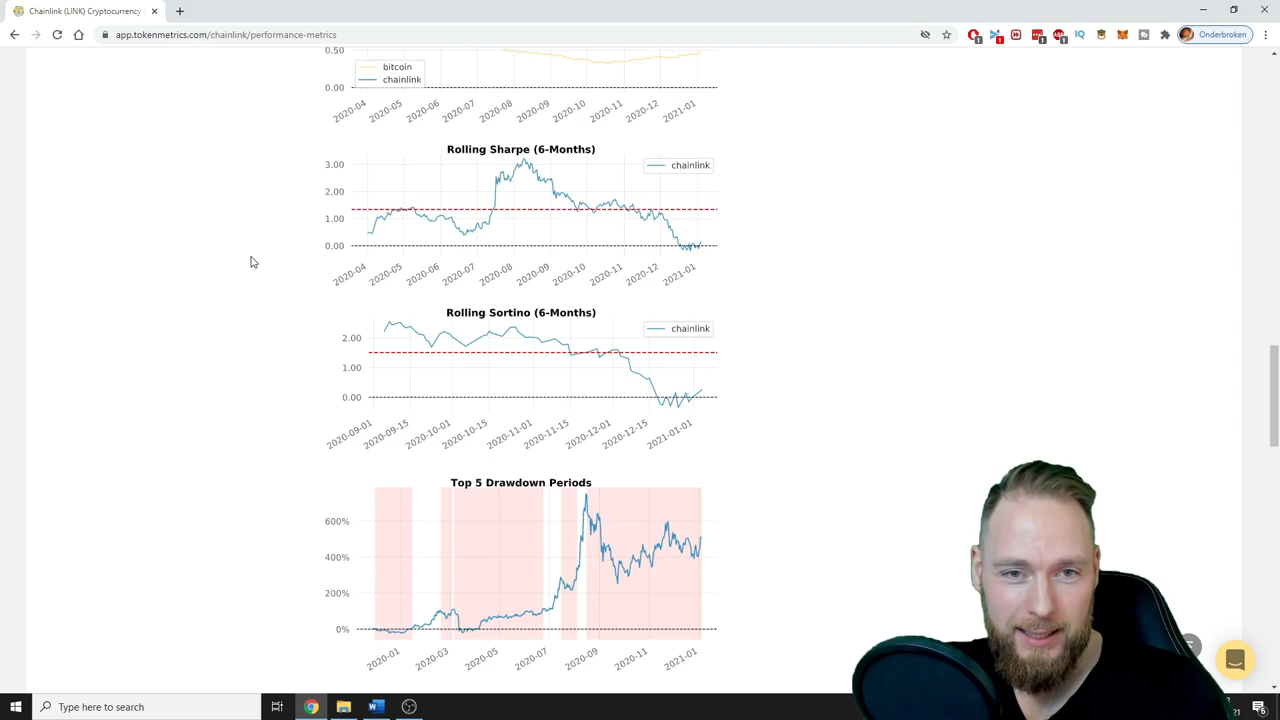 Chainlink (LINK) Cryptocurrency
app.tokenmetrics.com/chainlink/performance-metrics
Onderbroken
0.50
bitcoin
chainlink
0.00
2020-04 2020-05 2020-06 2020-07 2020-08 2020-09 2020-10 2020-11 2020-12 2021-01
Rolling Sharpe (6-Months)
chainlink
3.00
2.00
1.00
0.00
2020-04 2020-05 2020-06 2020-07 2020-08 2020-09 2020-10 2020-11 2020-12 2021-01
Rolling Sortino (6-Months)
chainlink
2.00
1.00
0.00
2020-09-01 2020-09-15 2020-10-01 2020-10-15 2020-11-01 2020-11-15 2020-12-01 2020-12-15 2021-01-01
Top 5 Drawdown Periods
600%
400%
200%
0%
2020-01 2020-03 2020-05 2020-07 2020-09 2020-11 2021-01
Type here to search